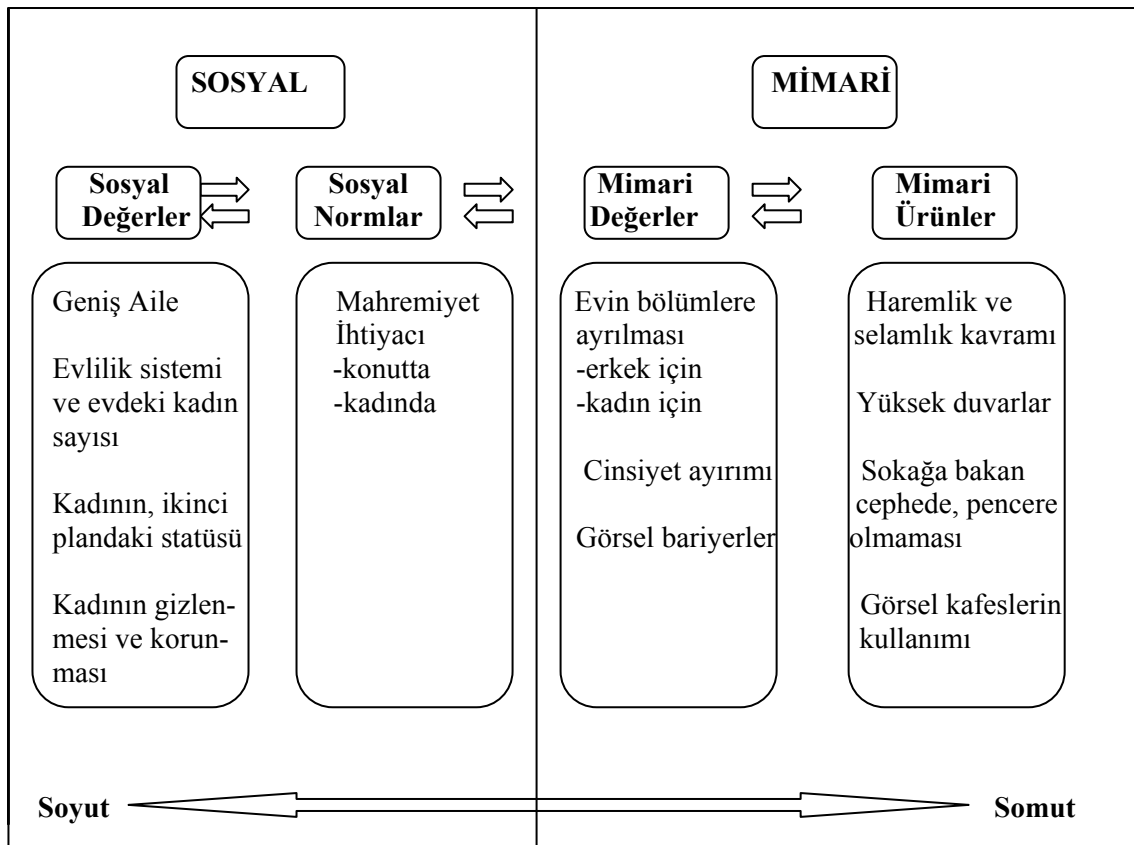 SOSYAL
MİMARİ
Sosyal
Değerler
Sosyal
Normlar
Mimari
Değerler
Mimari
Ürünler
Geniş Aile
Evlilik sistemi
ve evdeki kadın
sayısı
Kadının, ikinci
plandaki statüsü
Kadının gizlen-
mesi ve korun-
ması
Mahremiyet
İhtiyacı
-konutta
-kadında
Evin bölümlere
ayrılması
-erkek için
-kadın için
Cinsiyet ayırımı
Görsel bariyerler
Haremlik ve
selamlık kavramı
Yüksek duvarlar
Sokağa bakan
cephede, pencere
olmaması
Görsel kafeslerin
kullanımı
Soyut
Somut